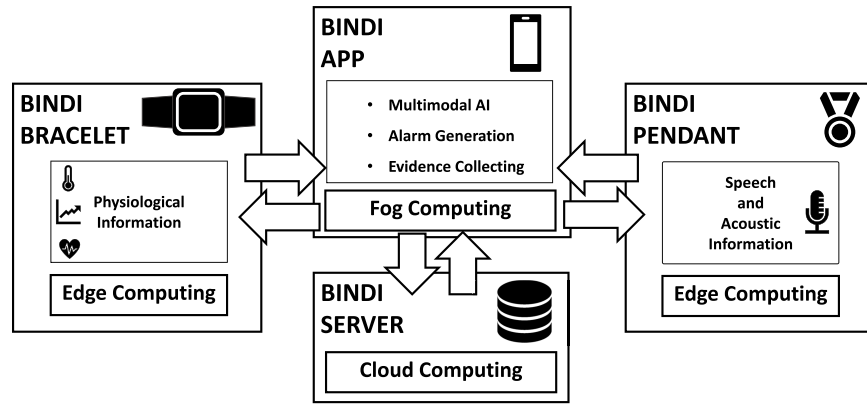 BINDI
BRACELET
Physiological
Information
Edge Computing
BINDI
APP
• Multimodal AI
• Alarm Generation
• Evidence Collecting
Fog Computing
BINDI
PENDANT
Speech
and
Acoustic
Information
Edge Computing
BINDI
SERVER
Cloud Computing